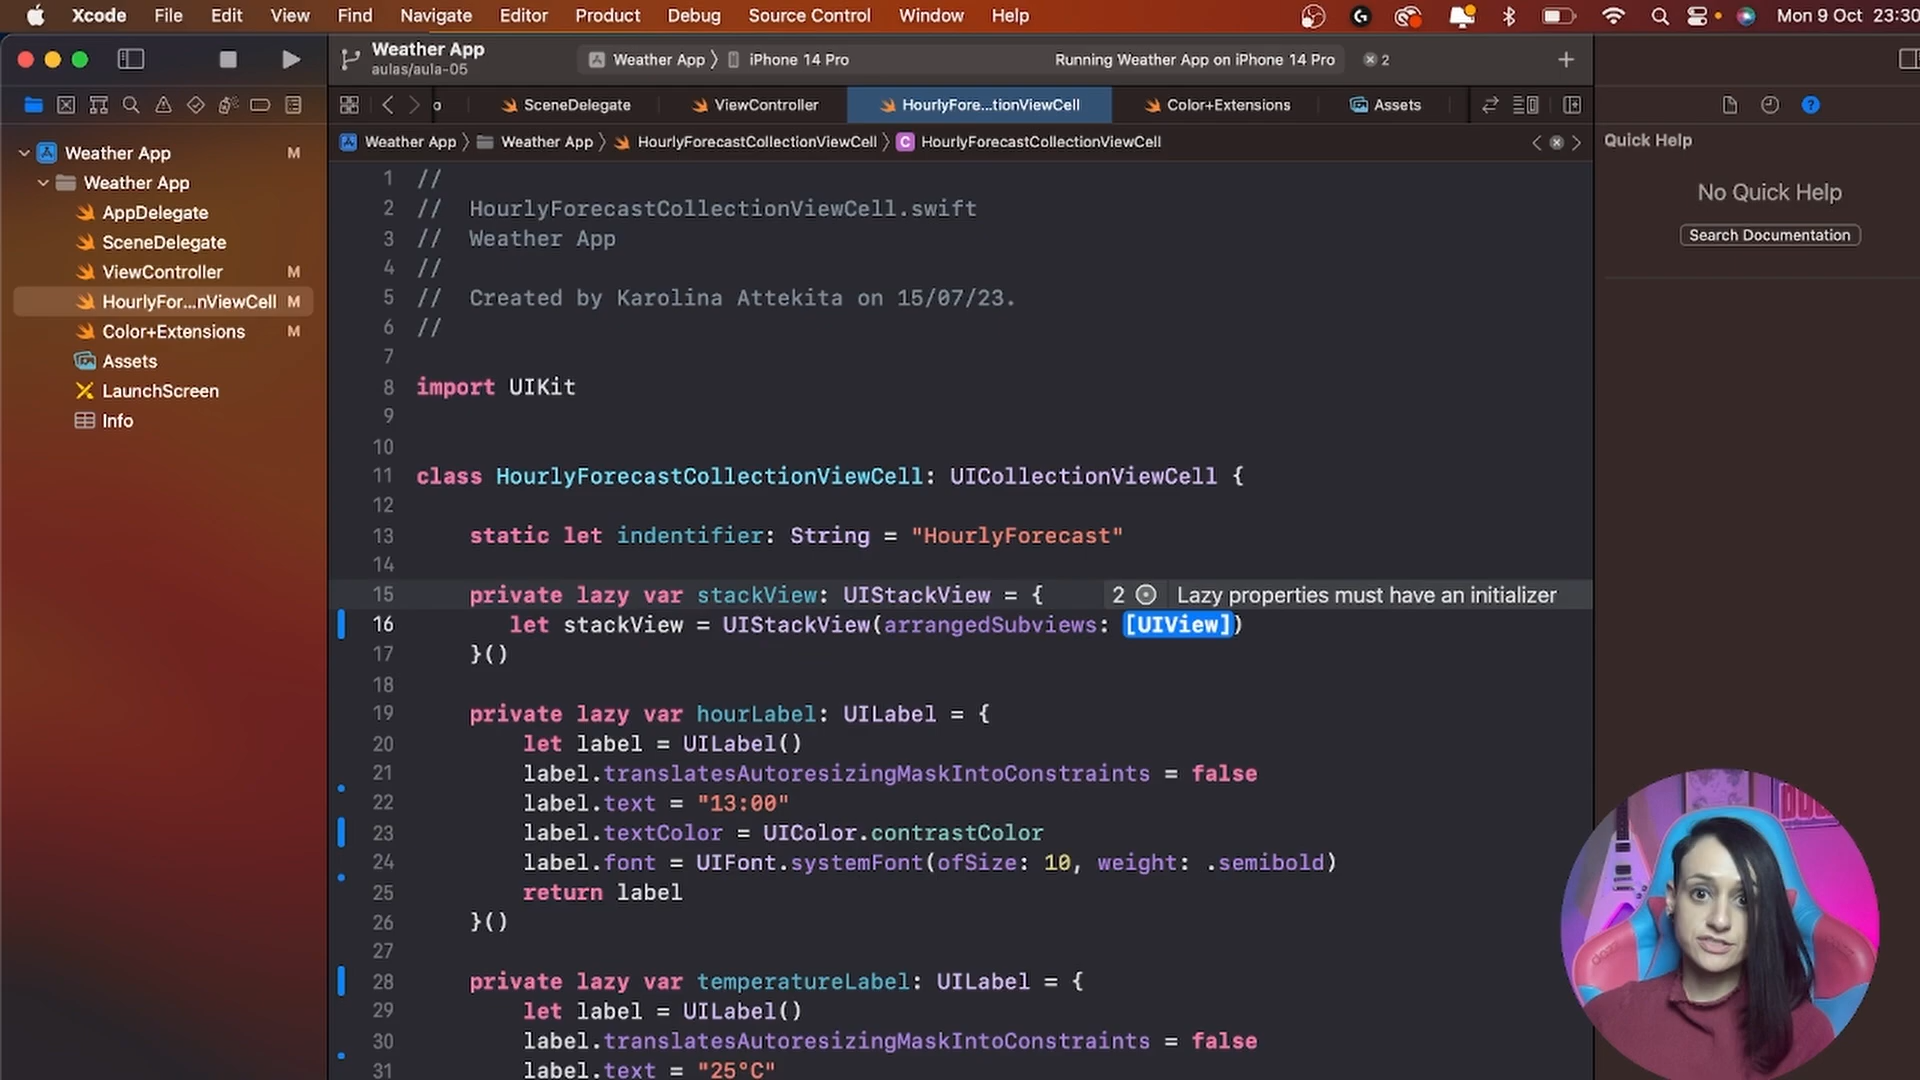 Xcode File Edit View Find Navigate Editor Product Debug Source Control Window Help Mon 9 Oct 23:30
Weather App
aulas/aula-05
Weather App 〉 iPhone 14 Pro
Running Weather App on iPhone 14 Pro
2
o
SceneDelegate
ViewController
HourlyFore...tionViewCell
Color+Extensions
Assets
Weather App 〉 Weather App 〉 HourlyForecastCollectionViewCell 〉 C HourlyForecastCollectionViewCell
Weather App M
Weather App
AppDelegate
SceneDelegate
ViewController M
HourlyFor...nViewCell M
Color+Extensions M
Assets
LaunchScreen
Info
1 //
2 // HourlyForecastCollectionViewCell.swift
3 // Weather App
4 //
5 // Created by Karolina Attekita on 15/07/23.
6 //
7
8 import UIKit
9
10
11 class HourlyForecastCollectionViewCell: UICollectionViewCell {
12
13 static let indentifier: String = "HourlyForecast"
14
15 private lazy var stackView: UIStackView = { 2 Lazy properties must have an initializer
16 let stackView = UIStackView(arrangedSubviews: [UIView])
17 }()
18
19 private lazy var hourLabel: UILabel = {
20 let label = UILabel()
21 label.translatesAutoresizingMaskIntoConstraints = false
22 label.text = "13:00"
23 label.textColor = UIColor.contrastColor
24 label.font = UIFont.systemFont(ofSize: 10, weight: .semibold)
25 return label
26 }()
27
28 private lazy var temperatureLabel: UILabel = {
29 let label = UILabel()
30 label.translatesAutoresizingMaskIntoConstraints = false
31 label.text = "25°C"
Quick Help
No Quick Help
Search Documentation